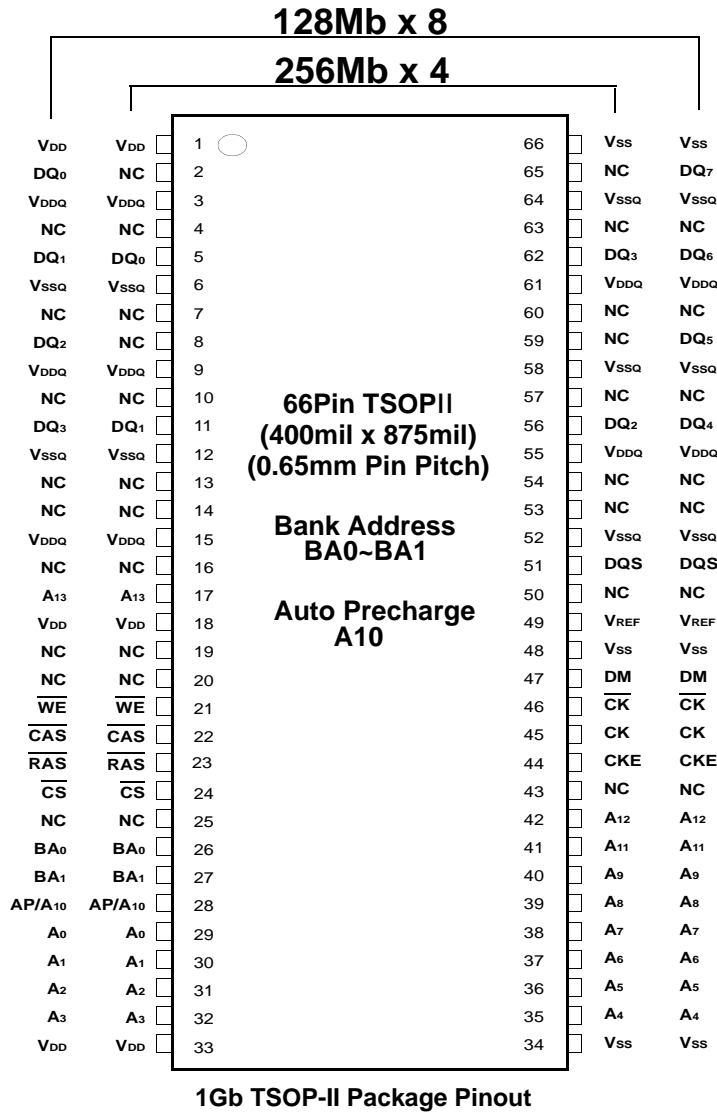 128Mb x 8
256Mb x 4
VDD VDD 1 66 VSS VSS
DQ0 NC 2 65 NC DQ7
VDDQ VDDQ 3 64 VSSQ VSSQ
NC NC 4 63 NC NC
DQ1 DQ0 5 62 DQ3 DQ6
VSSQ VSSQ 6 61 VDDQ VDDQ
NC NC 7 60 NC NC
DQ2 NC 8 59 NC DQ5
VDDQ VDDQ 9 58 VSSQ VSSQ
NC NC 10 57 NC NC
DQ3 DQ1 11 56 DQ2 DQ4
VSSQ VSSQ 12 55 VDDQ VDDQ
NC NC 13 54 NC NC
NC NC 14 53 NC NC
VDDQ VDDQ 15 52 VSSQ VSSQ
NC NC 16 51 DQS DQS
A13 A13 17 50 NC NC
VDD VDD 18 49 VREF VREF
NC NC 19 48 VSS VSS
NC NC 20 47 DM DM
W̅E̅ W̅E̅ 21 46 C̅K̅ C̅K̅
C̅A̅S̅ C̅A̅S̅ 22 45 CK CK
R̅A̅S̅ R̅A̅S̅ 23 44 CKE CKE
C̅S̅ C̅S̅ 24 43 NC NC
NC NC 25 42 A12 A12
BA0 BA0 26 41 A11 A11
BA1 BA1 27 40 A9 A9
AP/A10 AP/A10 28 39 A8 A8
A0 A0 29 38 A7 A7
A1 A1 30 37 A6 A6
A2 A2 31 36 A5 A5
A3 A3 32 35 A4 A4
VDD VDD 33 34 VSS VSS
66Pin TSOPII
(400mil x 875mil)
(0.65mm Pin Pitch)
Bank Address
BA0~BA1
Auto Precharge
A10
1Gb TSOP-II Package Pinout